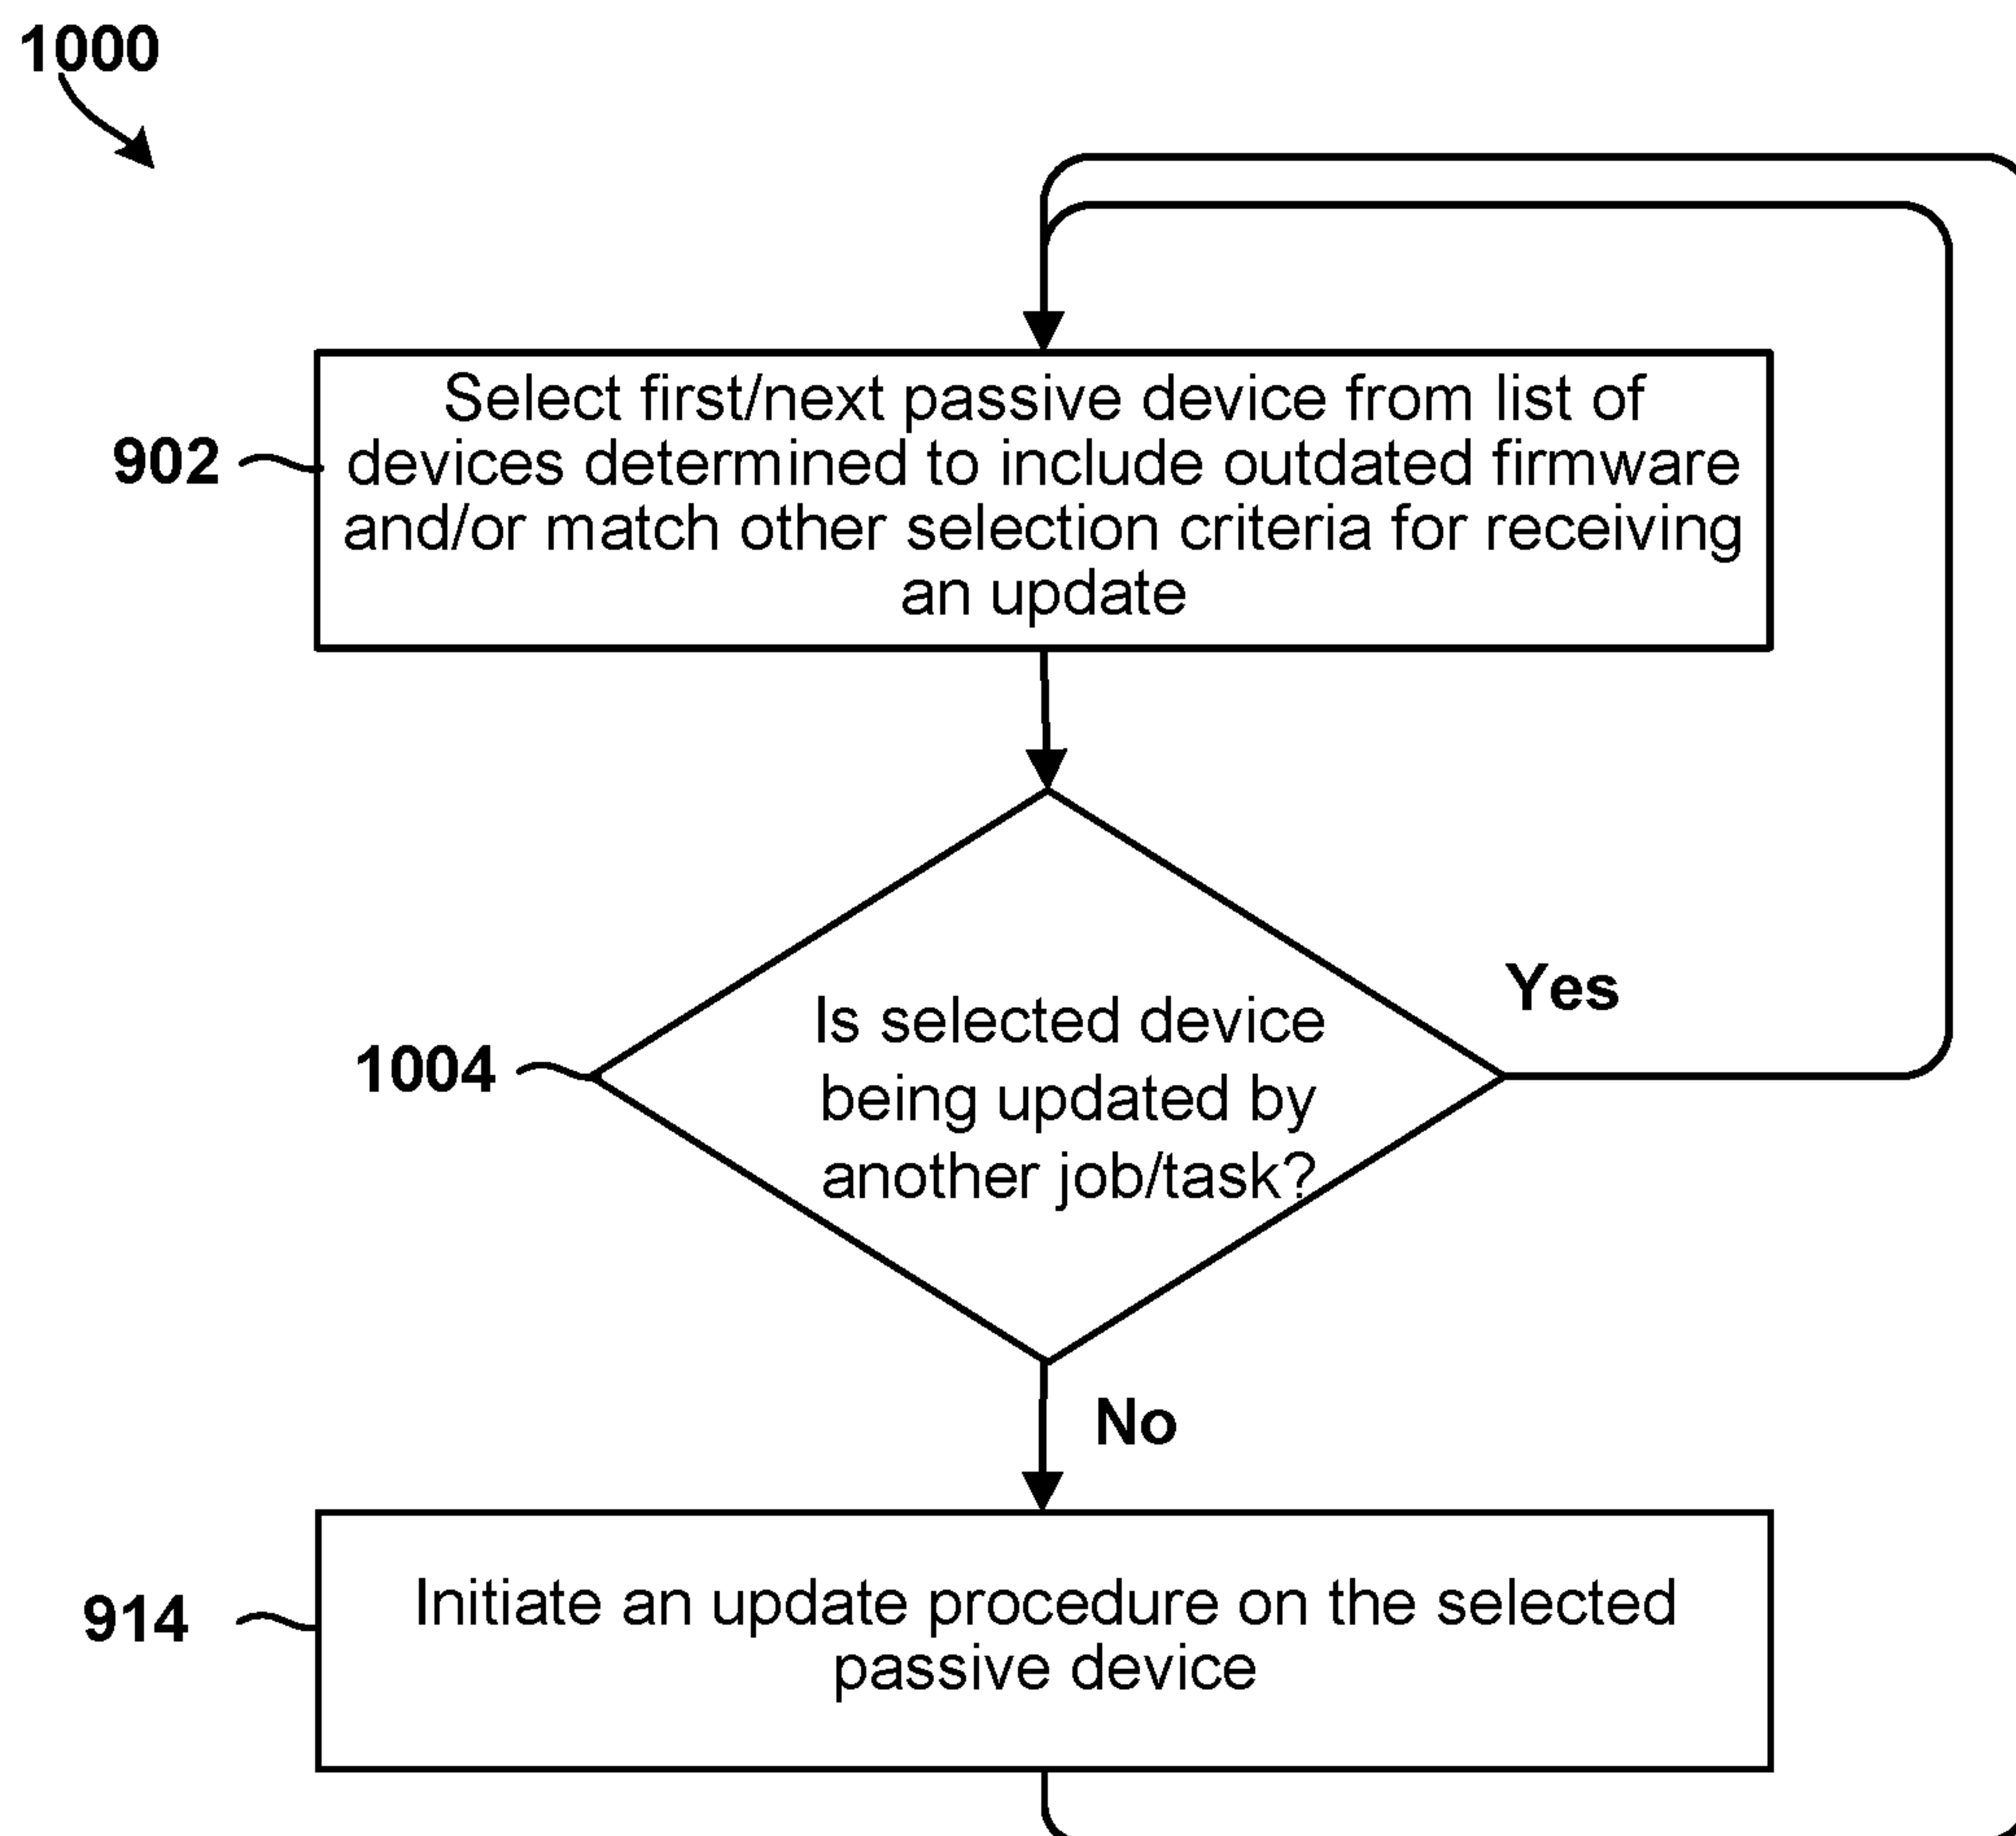 1000
Select first/next passive device from list of
902
devices determined to include outdated firmware
and/or match other selection criteria for receiving
an update
Yes
Is selected device
1004
being updated by
another job/task?
No
914
Initiate an update procedure on the selected
passive device